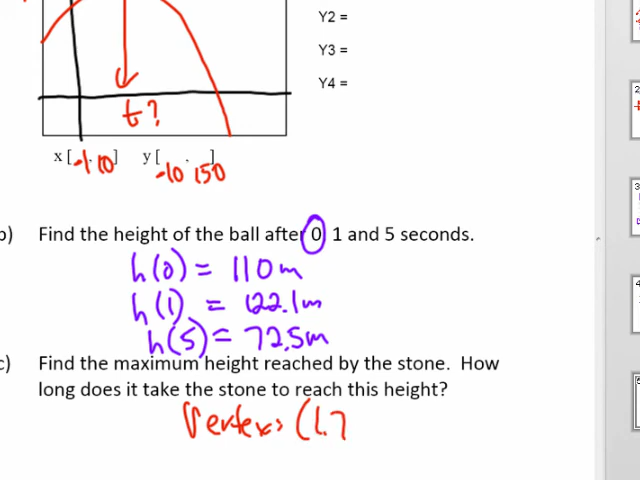 Y2 =
Y3 =
Y4 =
t?
x [-1 . 10] y [-10 . 150]
b) Find the height of the ball after 0, 1 and 5 seconds.
h(0) = 110m
h(1) = 122.1m
h(5) = 72.5m
c) Find the maximum height reached by the stone. How
long does it take the stone to reach this height?
Vertex: (1.7